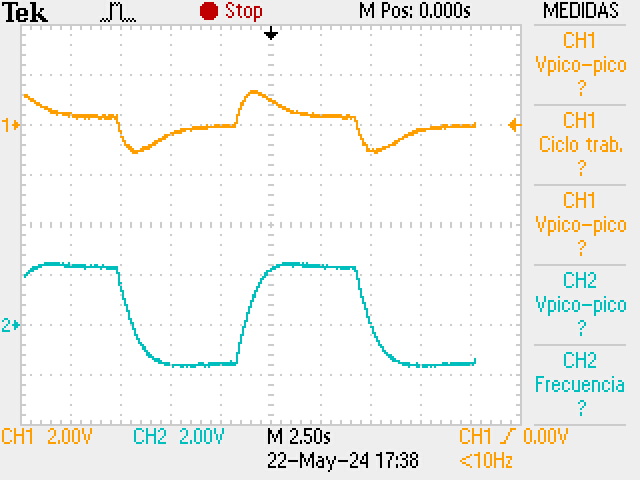 Tek
Stop
M Pos: 0.000s
MEDIDAS
CH1
Vpico-pico
?
CH1
Ciclo trab.
?
CH1
Vpico-pico
?
CH2
Vpico-pico
?
CH2
Frecuencia
?
1
2
CH1 2.00V CH2 2.00V M 2.50s CH1 0.00V
22-May-24 17:38 <10Hz